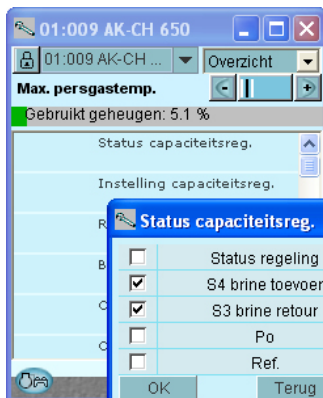 01:009 AK-CH 650
01:009 AK-CH ...
Overzicht
Max. persgastemp.
Gebruikt geheugen: 5.1 %
Status capaciteitsreg.
Instelling capaciteitsreg.
Status capaciteitsreg.
Status regeling
S4 brine toevoer
S3 brine retour
Po
Ref.
OK
Terug